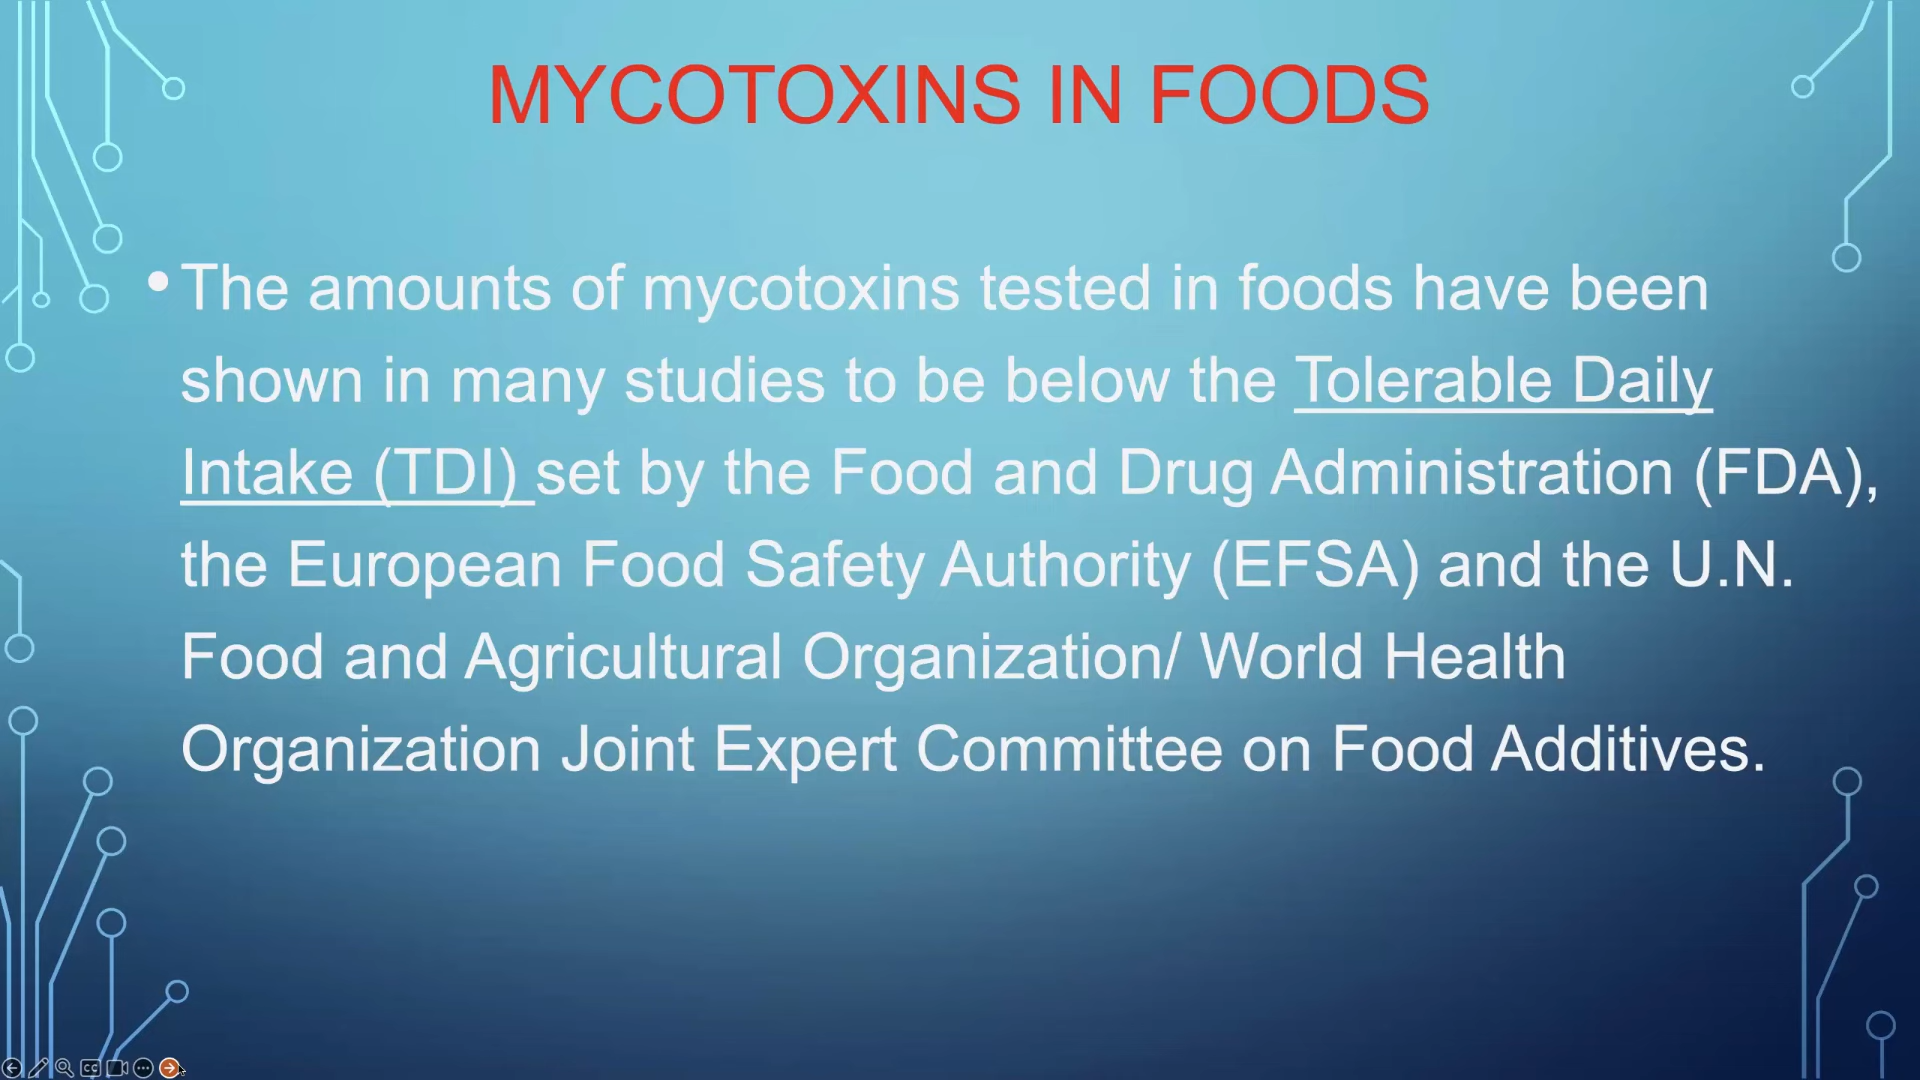 MYCOTOXINS IN FOODS
• The amounts of mycotoxins tested in foods have been
shown in many studies to be below the Tolerable Daily
Intake (TDI) set by the Food and Drug Administration (FDA),
the European Food Safety Authority (EFSA) and the U.N.
Food and Agricultural Organization/ World Health
Organization Joint Expert Committee on Food Additives.
CC